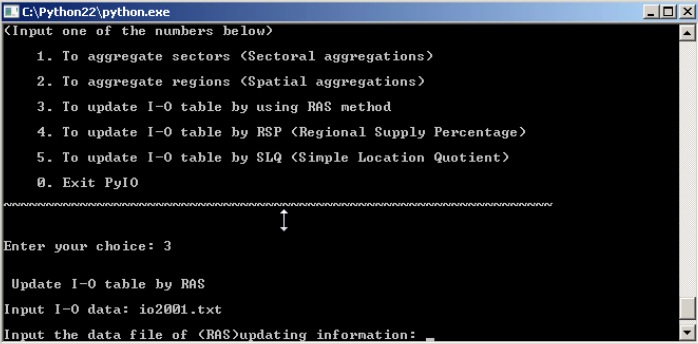 C:\Python22\python.exe
(Input one of the numbers below)
1. To aggregate sectors (Sectoral aggregations)
2. To aggregate regions (Spatial aggregations)
3. To update I-O table by using RAS method
4. To update I-O table by RSP (Regional Supply Percentage)
5. To update I-O table by SLQ (Simple Location Quotient)
0. Exit PyIO
~~~~~~~~~~~~~~~~~~~~~~~~~~~~~~~~~~~~~~~~~~~~~~~~~~~~~~~~~~~~~~~~~
Enter your choice: 3
Update I-O table by RAS
Input I-O data: io2001.txt
Input the data file of (RAS)updating information: _